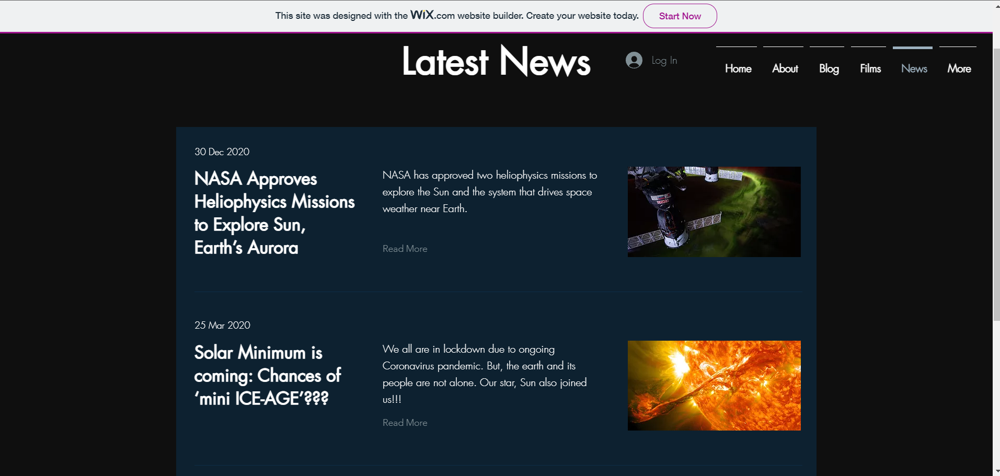 This site was designed with the WiX.com website builder. Create your website today. Start Now
Latest News
Log In
Home About Blog Films News More
30 Dec 2020
NASA Approves
Heliophysics Missions
to Explore Sun,
Earth's Aurora
NASA has approved two heliophysics missions to
explore the Sun and the system that drives space
weather near Earth.
Read More
25 Mar 2020
Solar Minimum is
coming: Chances of
'mini ICE-AGE'???
We all are in lockdown due to ongoing
Coronavirus pandemic. But, the earth and its
people are not alone. Our star, Sun also joined
us!!!
Read More